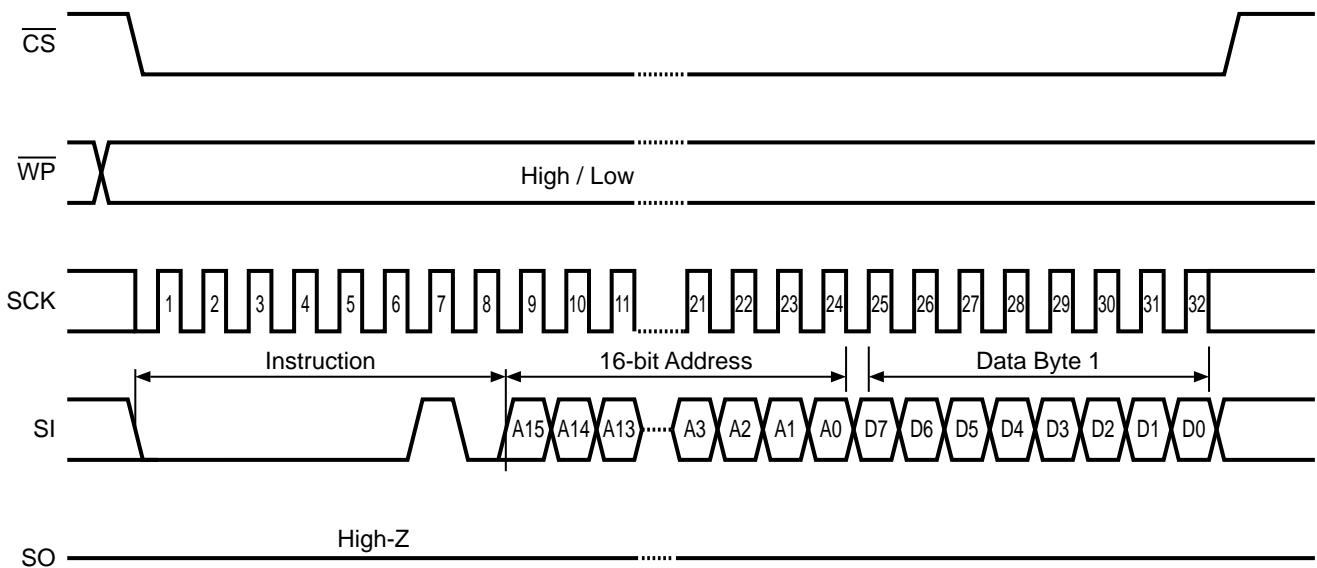 CS
WP
High / Low
SCK
1 2 3 4 5 6 7 8 9 10 11 21 22 23 24 25 26 27 28 29 30 31 32
Instruction 16-bit Address Data Byte 1
SI
A15 A14 A13 A3 A2 A1 A0 D7 D6 D5 D4 D3 D2 D1 D0
High-Z
SO